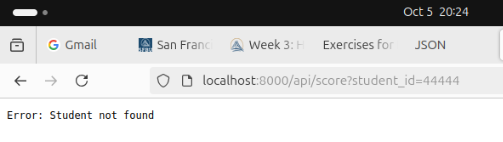 Oct 5 20:24
Gmail
San Franc
Week 3: H
Exercises for
JSON
localhost:8000/api/score?student_id=44444
Error: Student not found